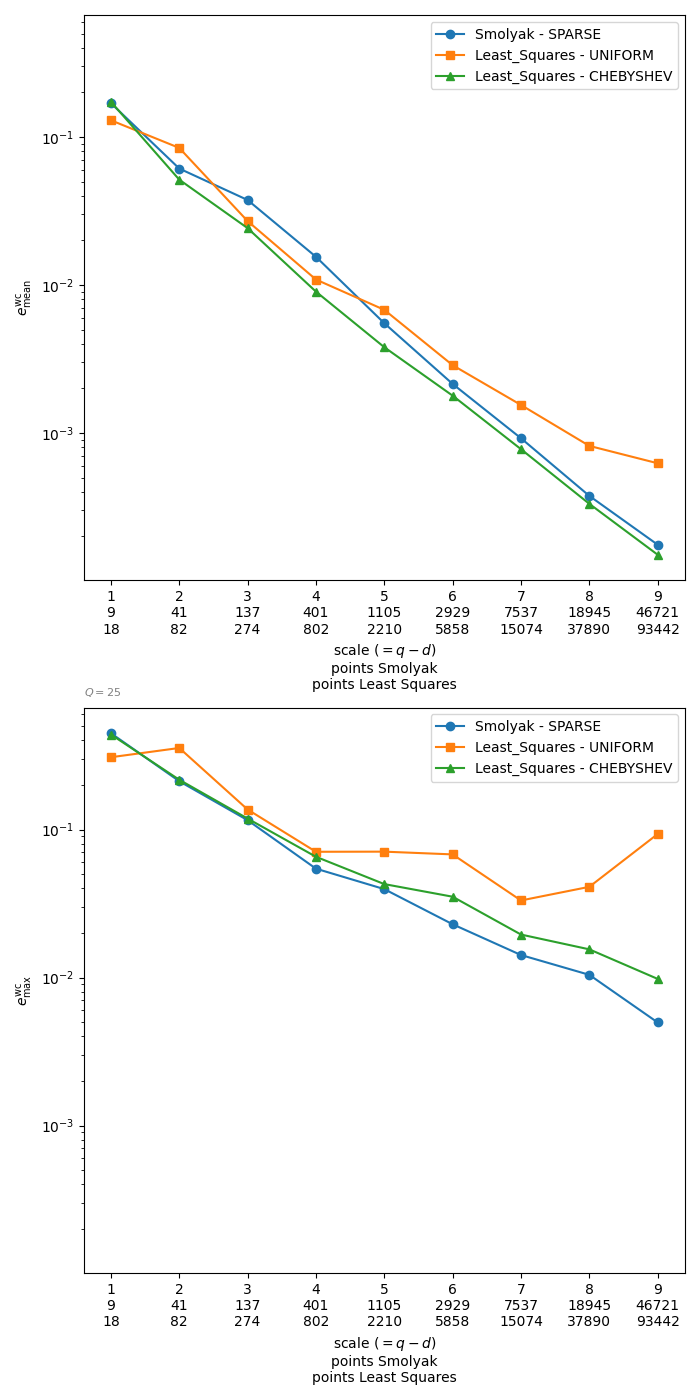 Smolyak - SPARSE
Least_Squares - UNIFORM
Least_Squares - CHEBYSHEV
10⁻¹
10⁻²
10⁻³
e^wc_mean
1 2 3 4 5 6 7 8 9
9 41 137 401 1105 2929 7537 18945 46721
18 82 274 802 2210 5858 15074 37890 93442
scale (= q − d)
points Smolyak
points Least Squares
Q = 25
Smolyak - SPARSE
Least_Squares - UNIFORM
Least_Squares - CHEBYSHEV
10⁻¹
10⁻²
10⁻³
e^wc_max
1 2 3 4 5 6 7 8 9
9 41 137 401 1105 2929 7537 18945 46721
18 82 274 802 2210 5858 15074 37890 93442
scale (= q − d)
points Smolyak
points Least Squares